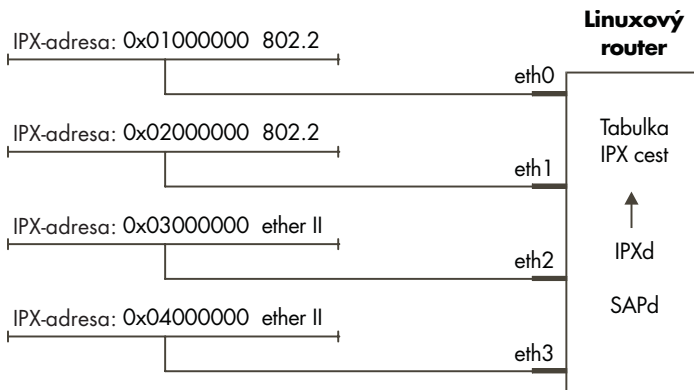 Linuxový
router
IPX-adresa: 0x01000000 802.2
eth0
IPX-adresa: 0x02000000 802.2
eth1
IPX-adresa: 0x03000000 ether II
eth2
IPX-adresa: 0x04000000 ether II
eth3
Tabulka
IPX cest
IPXd
SAPd